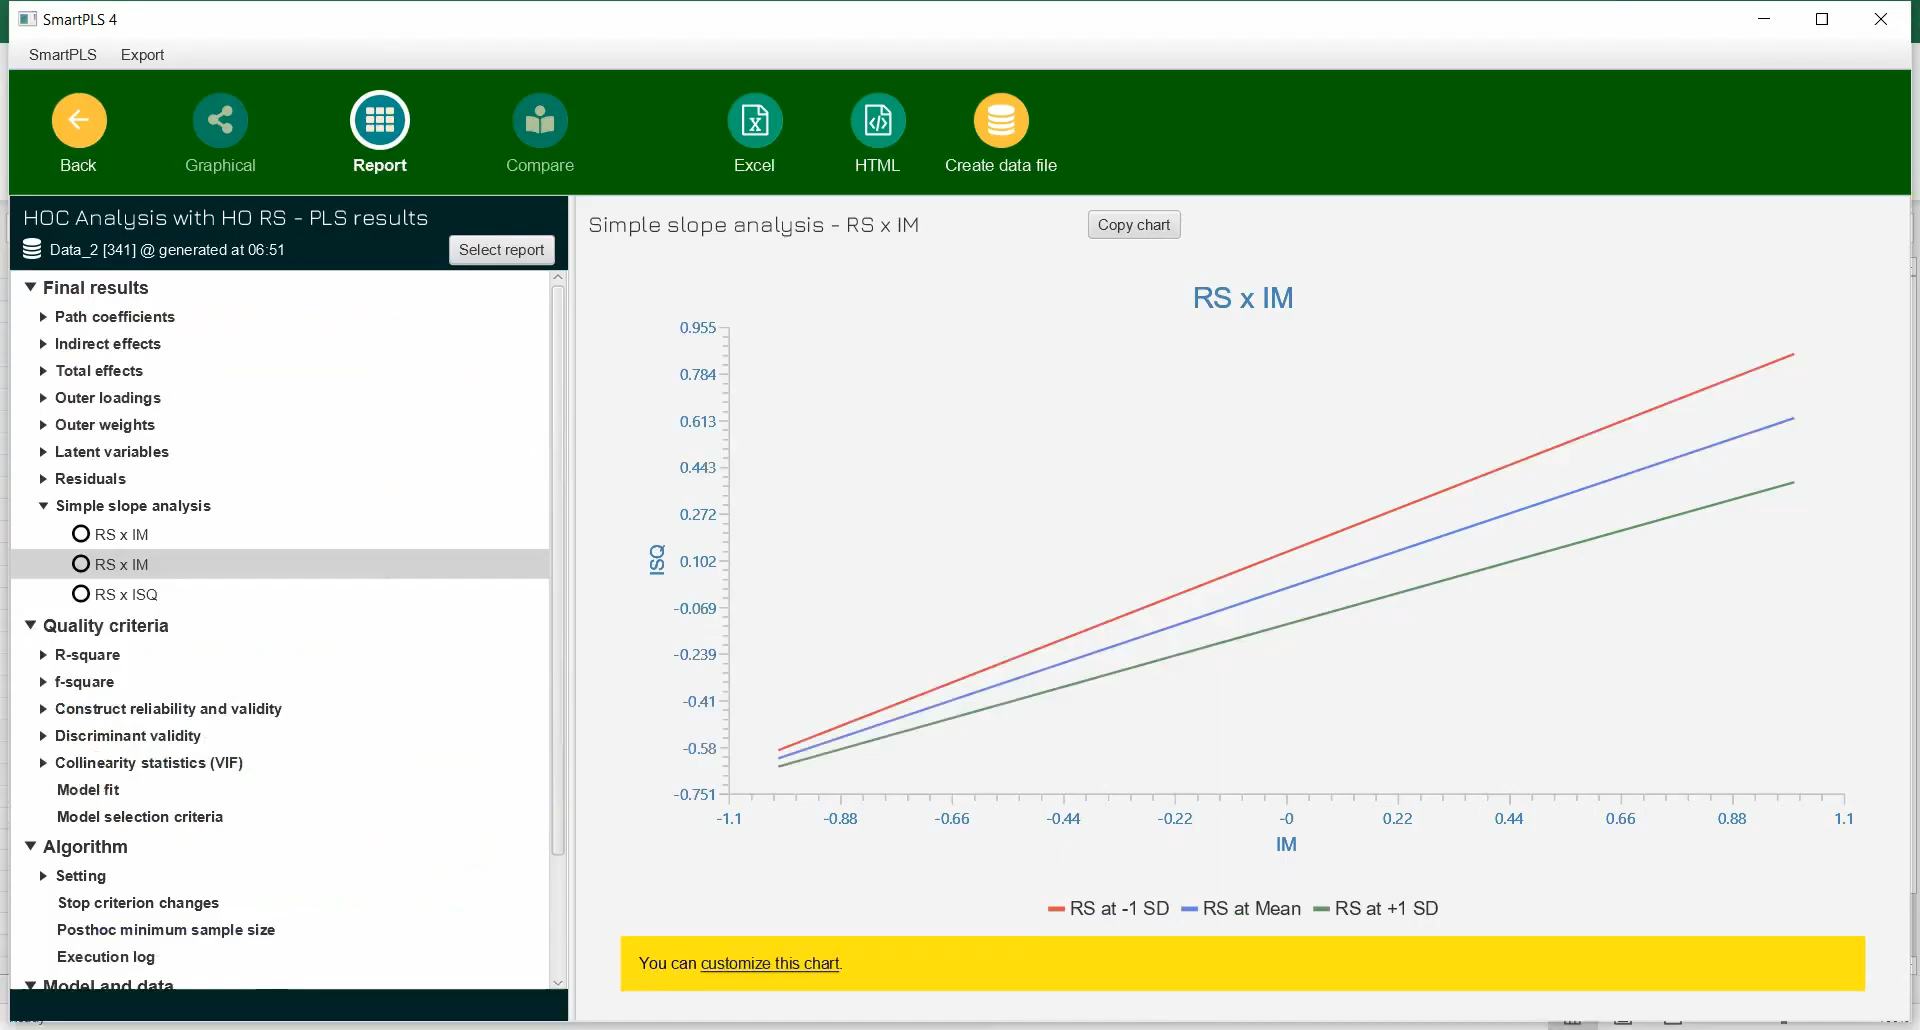 SmartPLS 4
SmartPLS Export
Back
Graphical
Report
Compare
Excel
HTML
Create data file
HOC Analysis with HO RS - PLS results
Data_2 [341] @ generated at 06:51
Select report
Final results
Path coefficients
Indirect effects
Total effects
Outer loadings
Outer weights
Latent variables
Residuals
Simple slope analysis
RS x IM
RS x IM
RS x ISQ
Quality criteria
R-square
f-square
Construct reliability and validity
Discriminant validity
Collinearity statistics (VIF)
Model fit
Model selection criteria
Algorithm
Setting
Stop criterion changes
Posthoc minimum sample size
Execution log
Model and data
Simple slope analysis - RS x IM
Copy chart
RS x IM
0.955
0.784
0.613
0.443
0.272
0.102
-0.069
-0.239
-0.41
-0.58
-0.751
ISQ
-1.1 -0.88 -0.66 -0.44 -0.22 -0 0.22 0.44 0.66 0.88 1.1
IM
RS at -1 SD RS at Mean RS at +1 SD
You can customize this chart.